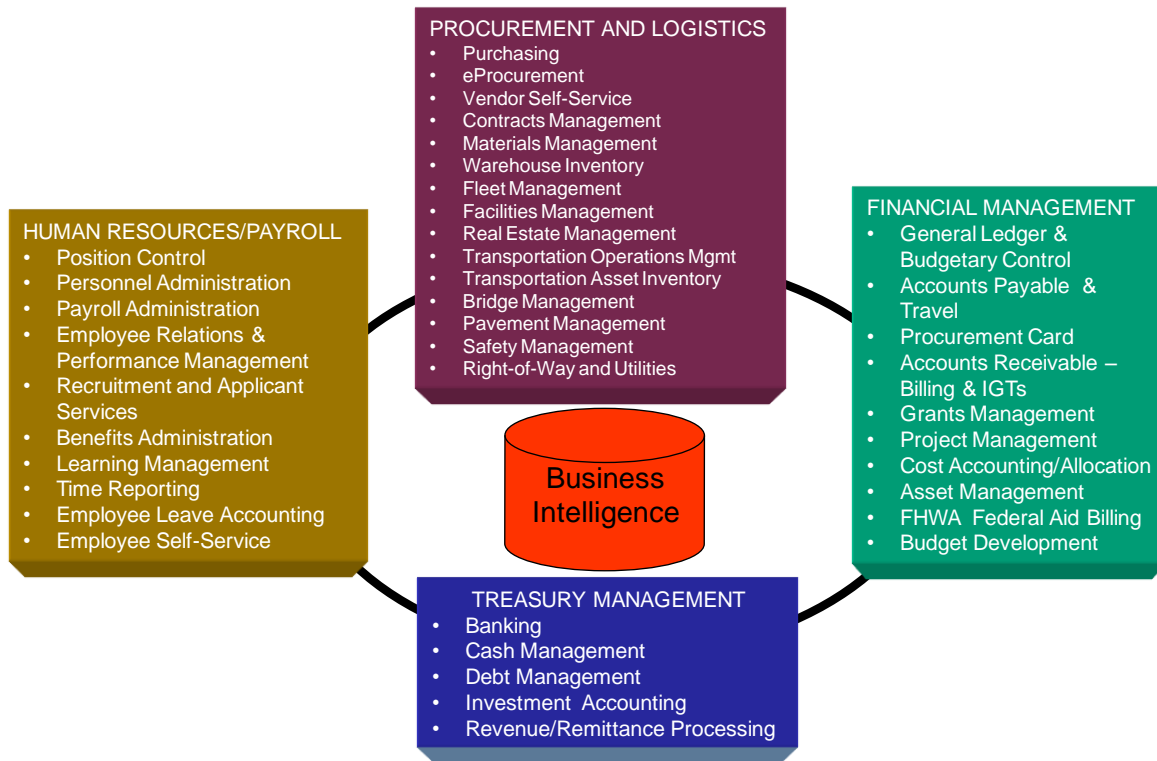 PROCUREMENT AND LOGISTICS
• Purchasing
• eProcurement
• Vendor Self-Service
• Contracts Management
• Materials Management
• Warehouse Inventory
• Fleet Management
• Facilities Management
• Real Estate Management
• Transportation Operations Mgmt
• Transportation Asset Inventory
• Bridge Management
• Pavement Management
• Safety Management
• Right-of-Way and Utilities
HUMAN RESOURCES/PAYROLL
• Position Control
• Personnel Administration
• Payroll Administration
• Employee Relations &
Performance Management
• Recruitment and Applicant
Services
• Benefits Administration
• Learning Management
• Time Reporting
• Employee Leave Accounting
• Employee Self-Service
FINANCIAL MANAGEMENT
• General Ledger &
Budgetary Control
• Accounts Payable &
Travel
• Procurement Card
• Accounts Receivable –
Billing & IGTs
• Grants Management
• Project Management
• Cost Accounting/Allocation
• Asset Management
• FHWA Federal Aid Billing
• Budget Development
Business
Intelligence
TREASURY MANAGEMENT
• Banking
• Cash Management
• Debt Management
• Investment Accounting
• Revenue/Remittance Processing